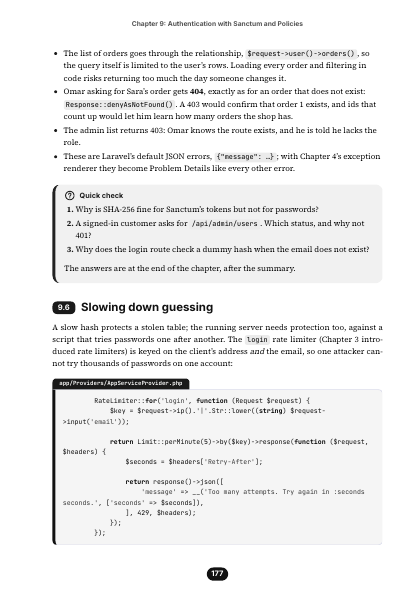 Chapter 9: Authentication with Sanctum and Policies
• The list of orders goes through the relationship, $request->user()->orders(), so
the query itself is limited to the user's rows. Loading every order and filtering in
code risks returning too much the day someone changes it.
• Omar asking for Sara's order gets 404, exactly as for an order that does not exist:
Response::denyAsNotFound(). A 403 would confirm that order 1 exists, and ids that
count up would let him learn how many orders the shop has.
• The admin list returns 403: Omar knows the route exists, and he is told he lacks the
role.
• These are Laravel's default JSON errors, {"message": …}; with Chapter 4's exception
renderer they become Problem Details like every other error.
Quick check
1. Why is SHA-256 fine for Sanctum's tokens but not for passwords?
2. A signed-in customer asks for /api/admin/users. Which status, and why not
401?
3. Why does the login route check a dummy hash when the email does not exist?
The answers are at the end of the chapter, after the summary.
9.6 Slowing down guessing
A slow hash protects a stolen table; the running server needs protection too, against a
script that tries passwords one after another. The login rate limiter (Chapter 3 intro-
duced rate limiters) is keyed on the client's address and the email, so one attacker can-
not try thousands of passwords on one account:
app/Providers/AppServiceProvider.php
RateLimiter::for('login', function (Request $request) {
$key = $request->ip().'|'.Str::lower((string) $request-
>input('email'));
return Limit::perMinute(5)->by($key)->response(function ($request,
$headers) {
$seconds = $headers['Retry-After'];
return response()->json([
'message' => __('Too many attempts. Try again in :seconds
seconds.', ['seconds' => $seconds]),
], 429, $headers);
});
});
177